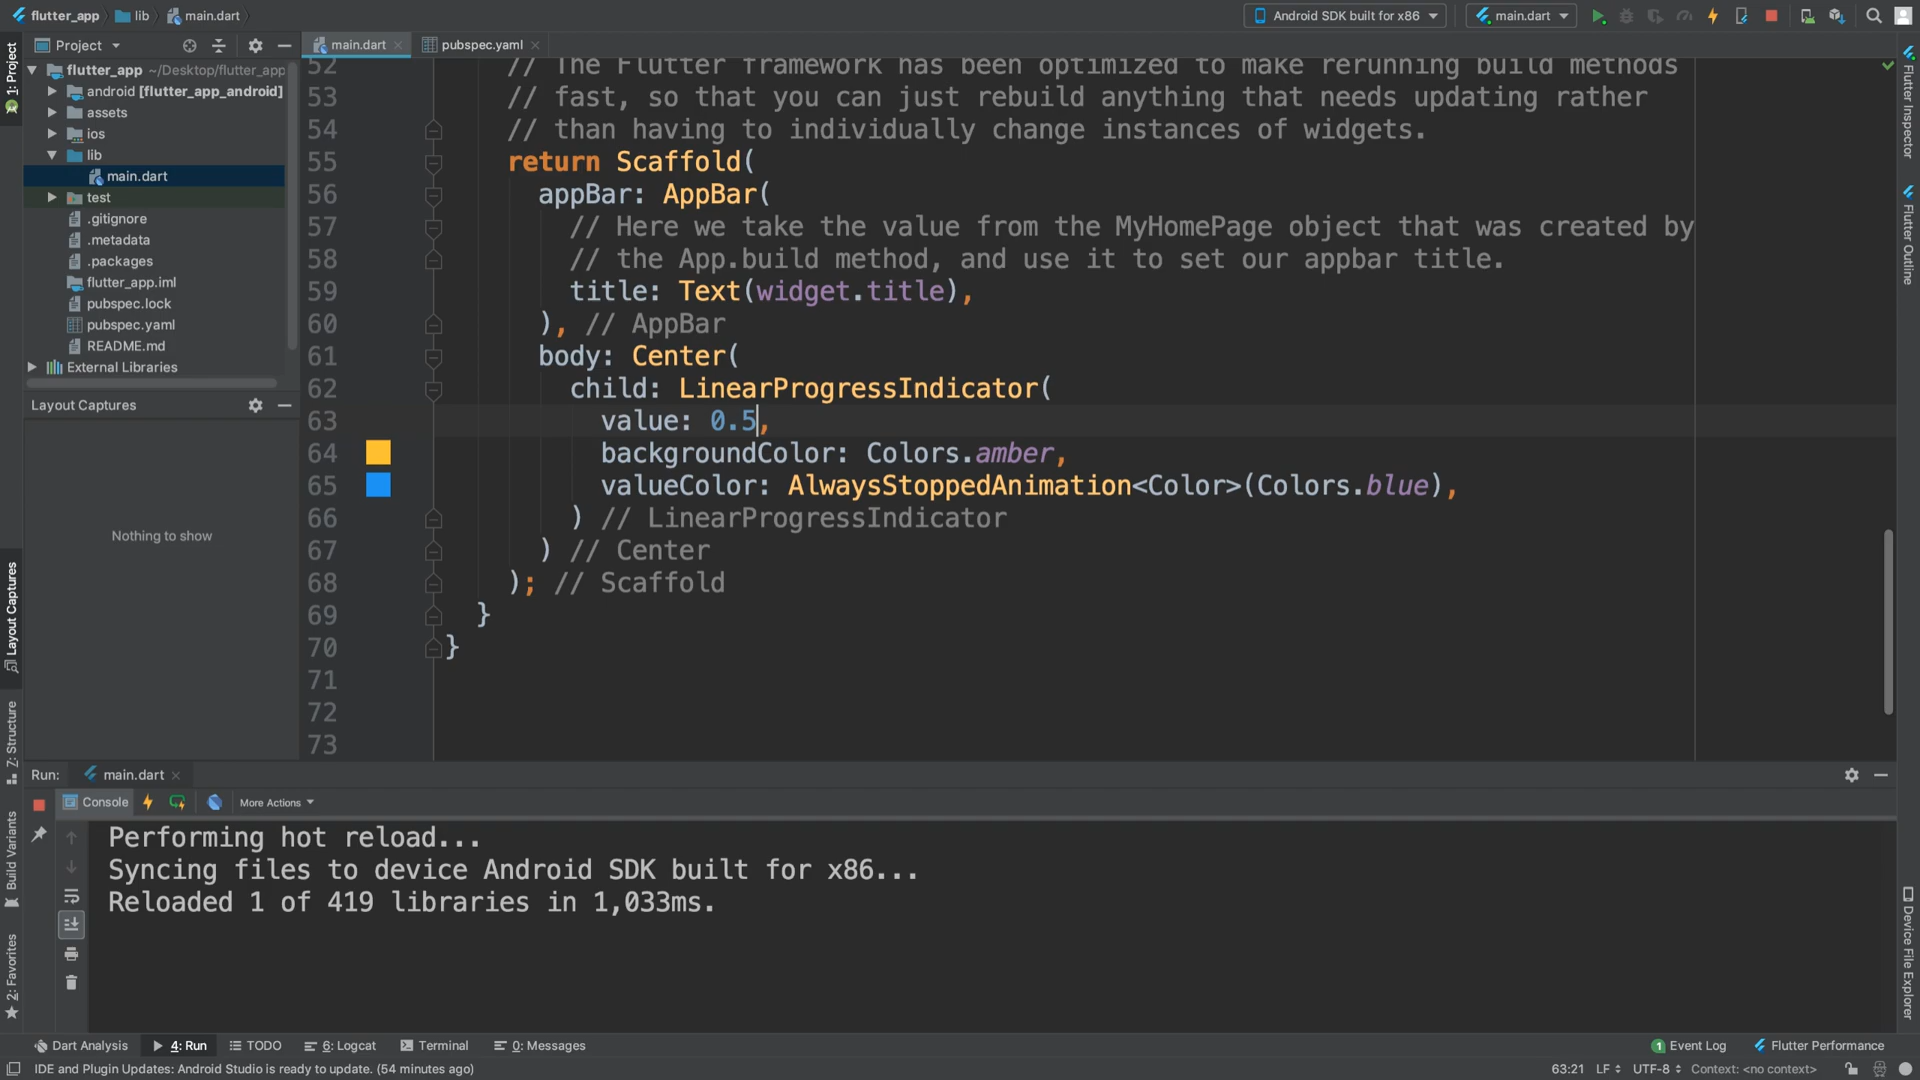 flutter_app
lib
main.dart
Android SDK built for x86
main.dart
Project
main.dart
pubspec.yaml
1: Project
flutter_app ~/Desktop/flutter_app
android [flutter_app_android]
assets
ios
lib
main.dart
test
.gitignore
.metadata
.packages
flutter_app.iml
pubspec.lock
pubspec.yaml
README.md
External Libraries
Layout Captures
Nothing to show
Layout Captures
Z: Structure
Build Variants
2: Favorites
52 // The Flutter framework has been optimized to make rerunning build methods
53 // fast, so that you can just rebuild anything that needs updating rather
54 // than having to individually change instances of widgets.
55 return Scaffold(
56 appBar: AppBar(
57 // Here we take the value from the MyHomePage object that was created by
58 // the App.build method, and use it to set our appbar title.
59 title: Text(widget.title),
60 ), // AppBar
61 body: Center(
62 child: LinearProgressIndicator(
63 value: 0.5,
64 backgroundColor: Colors.amber,
65 valueColor: AlwaysStoppedAnimation<Color>(Colors.blue),
66 ) // LinearProgressIndicator
67 ) // Center
68 ); // Scaffold
69 }
70 }
71
72
73
Flutter Inspector
Flutter Outline
Device File Explorer
Run: main.dart
Console
More Actions
Performing hot reload...
Syncing files to device Android SDK built for x86...
Reloaded 1 of 419 libraries in 1,033ms.
Dart Analysis
4: Run
TODO
6: Logcat
Terminal
0: Messages
1 Event Log
Flutter Performance
IDE and Plugin Updates: Android Studio is ready to update. (54 minutes ago)
63:21 LF UTF-8 Context: <no context>